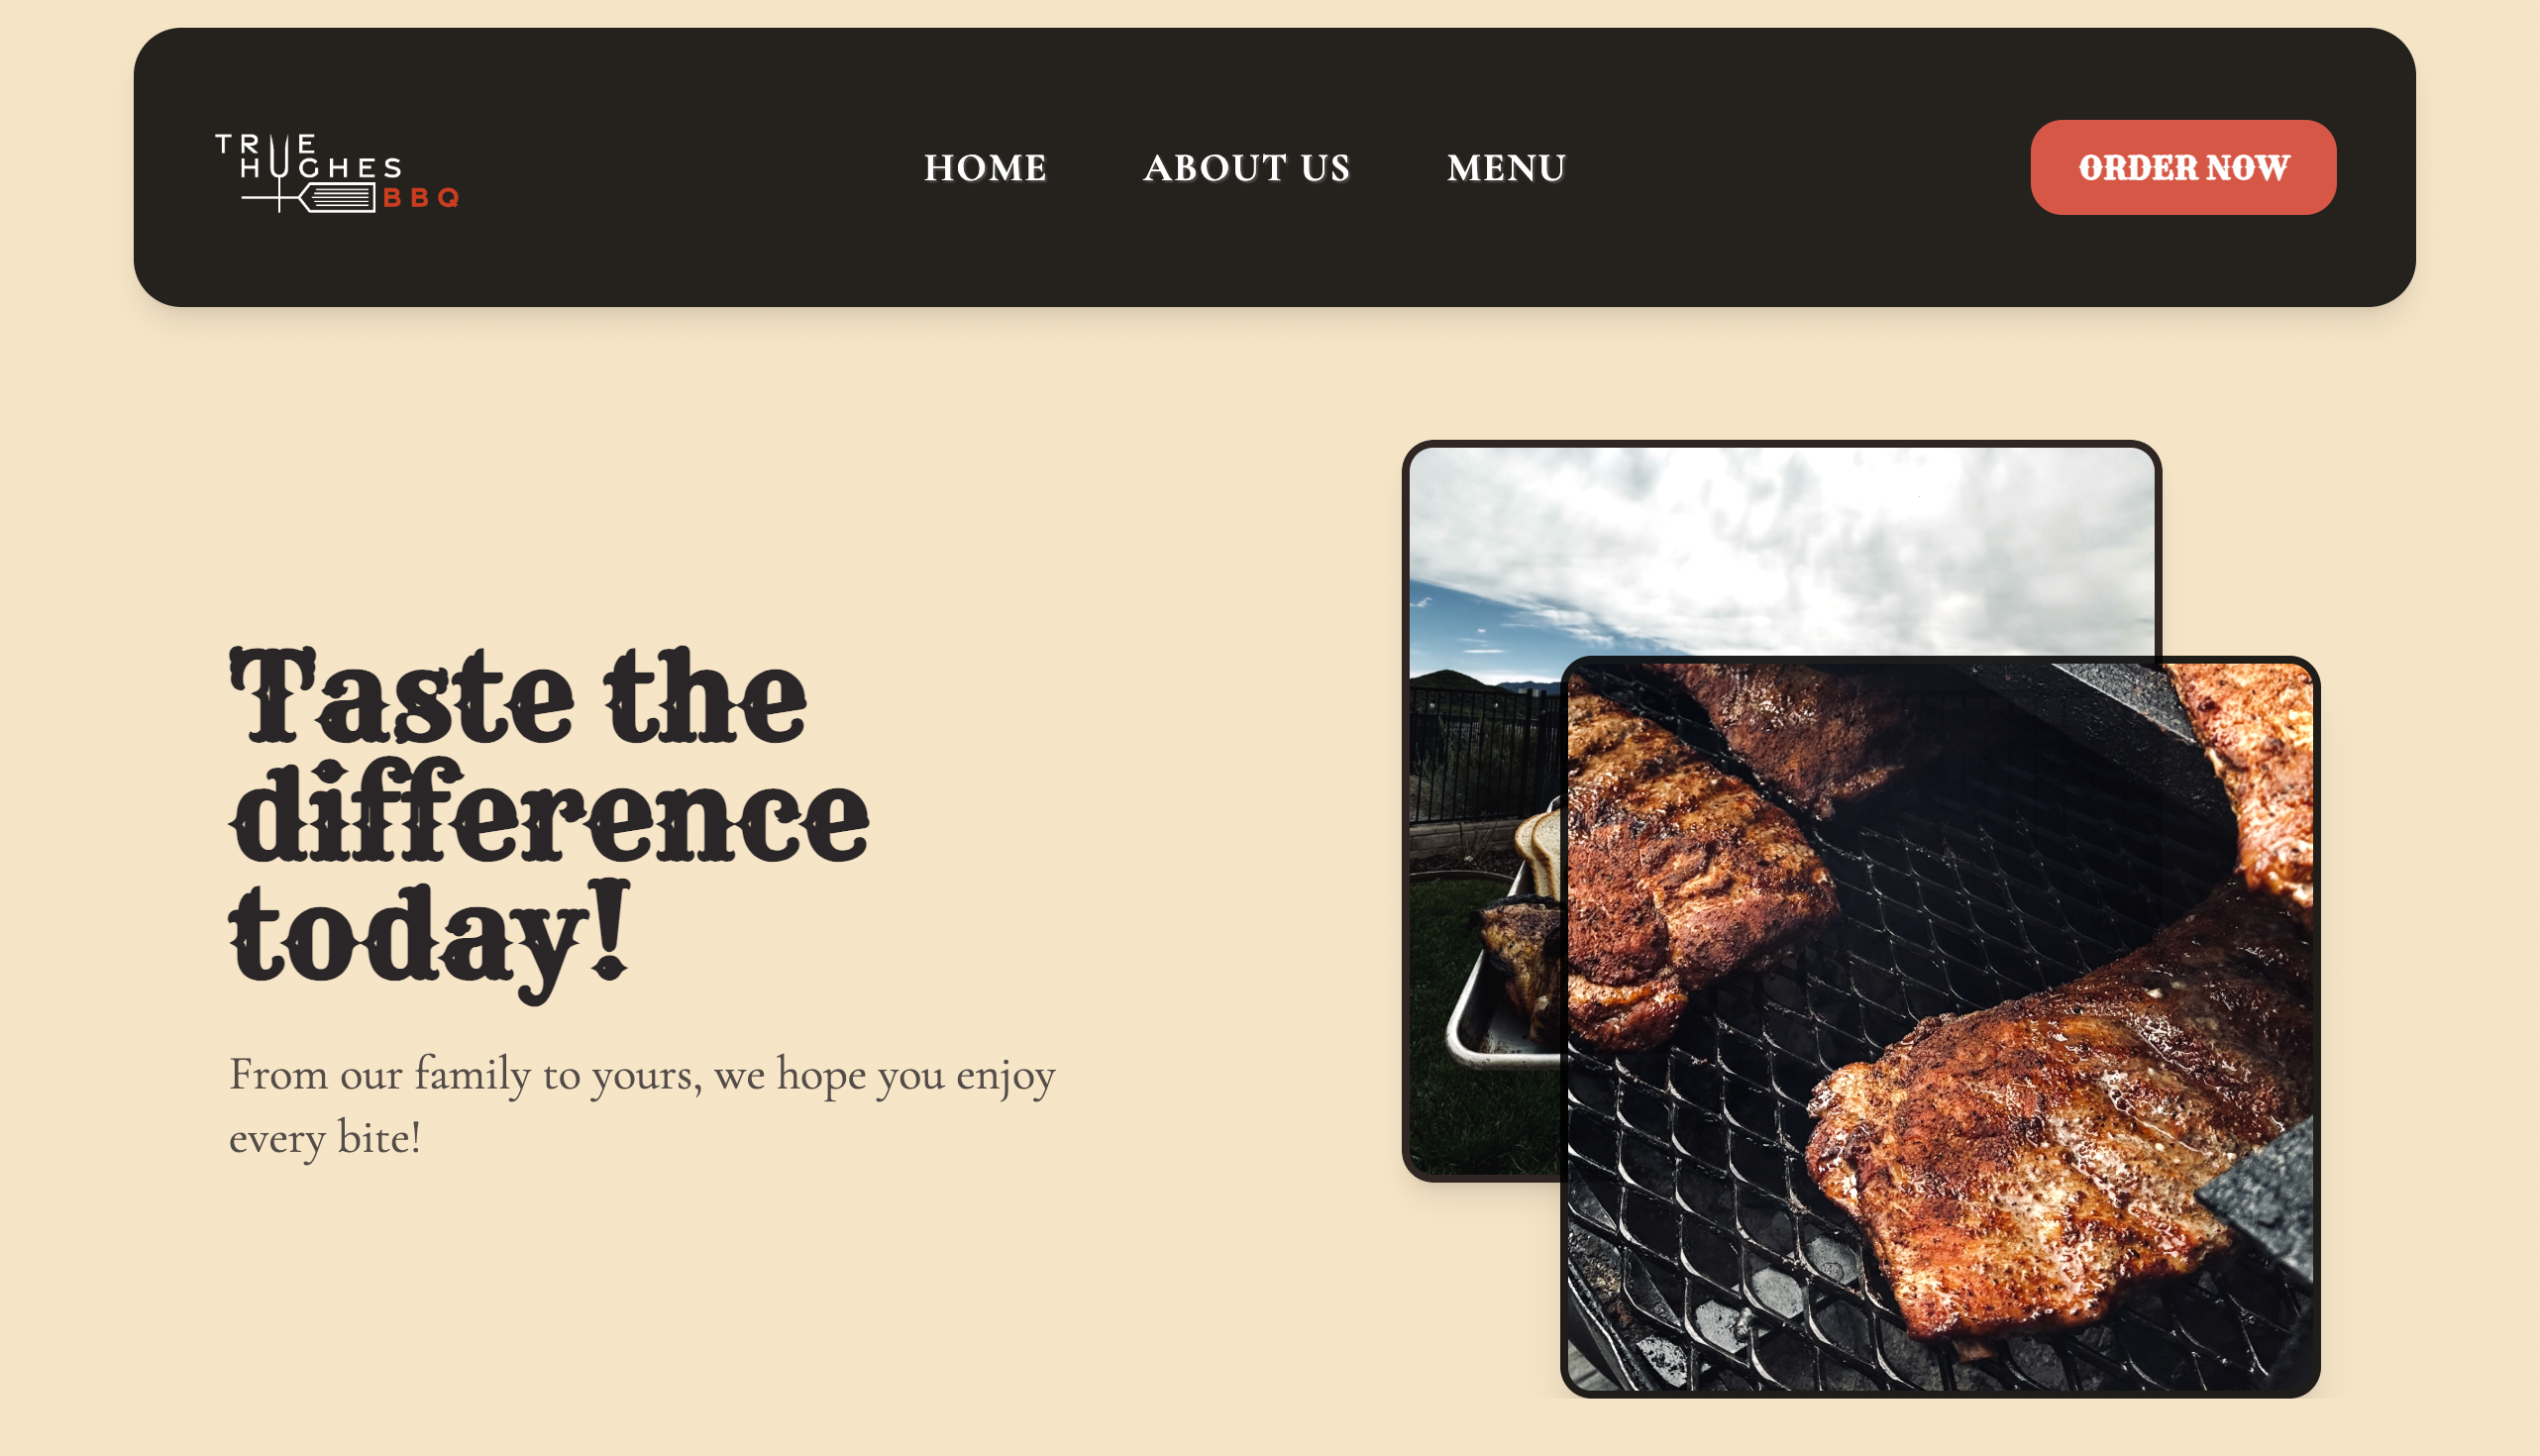 TRUE
HUGHES
BBQ
HOME
ABOUT US
MENU
ORDER NOW
Taste the
difference
today!
From our family to yours, we hope you enjoy
every bite!